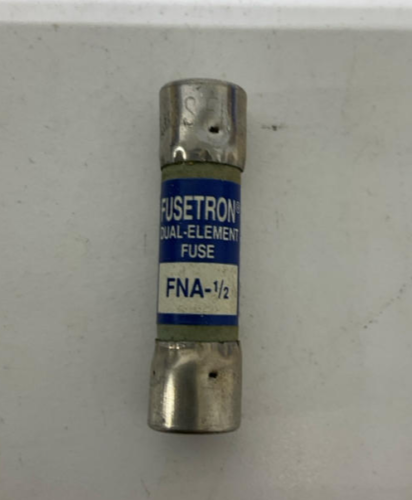 S
FUSETRON®
DUAL-ELEMENT
FUSE
FNA-1/2